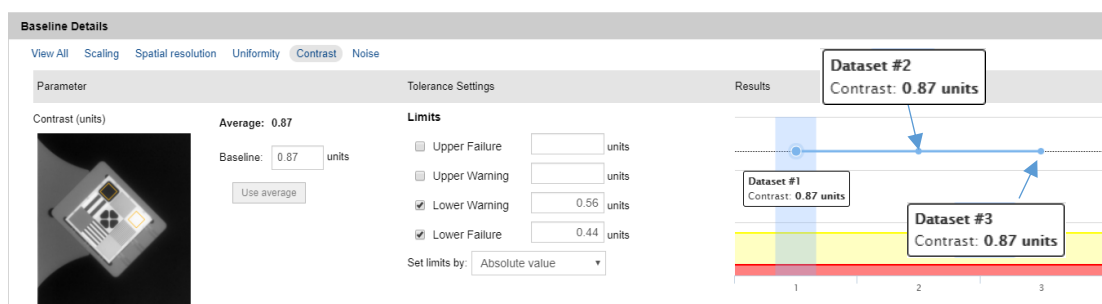 Baseline Details
View All Scaling Spatial resolution Uniformity Contrast Noise
Parameter Tolerance Settings Results
Contrast (units)
Average: 0.87
Baseline: 0.87 units
Use average
Limits
Upper Failure units
Upper Warning units
Lower Warning 0.56 units
Lower Failure 0.44 units
Set limits by: Absolute value
Dataset #2
Contrast: 0.87 units
Dataset #1
Contrast: 0.87 units
Dataset #3
Contrast: 0.87 units
1 2 3